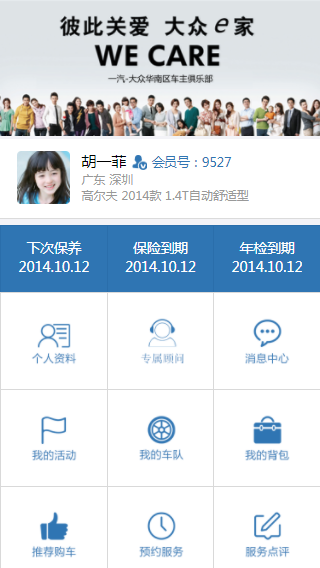 彼此关爱 大众e家
WE CARE
一汽-大众华南区车主俱乐部
胡一菲 会员号：9527
广东 深圳
高尔夫 2014款 1.4T自动舒适型
下次保养 保险到期 年检到期
2014.10.12 2014.10.12 2014.10.12
个人资料 专属顾问 消息中心
我的活动 我的车队 我的背包
推荐购车 预约服务 服务点评